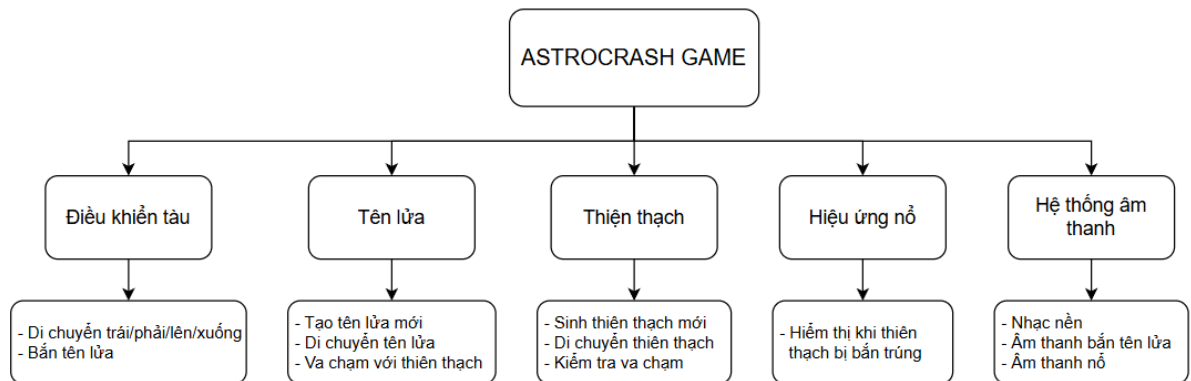 ASTROCRASH GAME
Điều khiển tàu
Tên lửa
Thiện thạch
Hiệu ứng nổ
Hệ thống âm
thanh
- Di chuyển trái/phải/lên/xuống
- Bắn tên lửa
- Tạo tên lửa mới
- Di chuyển tên lửa
- Va chạm với thiên thạch
- Sinh thiên thạch mới
- Di chuyển thiên thạch
- Kiểm tra va chạm
- Hiểm thị khi thiên
thạch bị bắn trúng
- Nhạc nền
- Âm thanh bắn tên lửa
- Âm thanh nổ